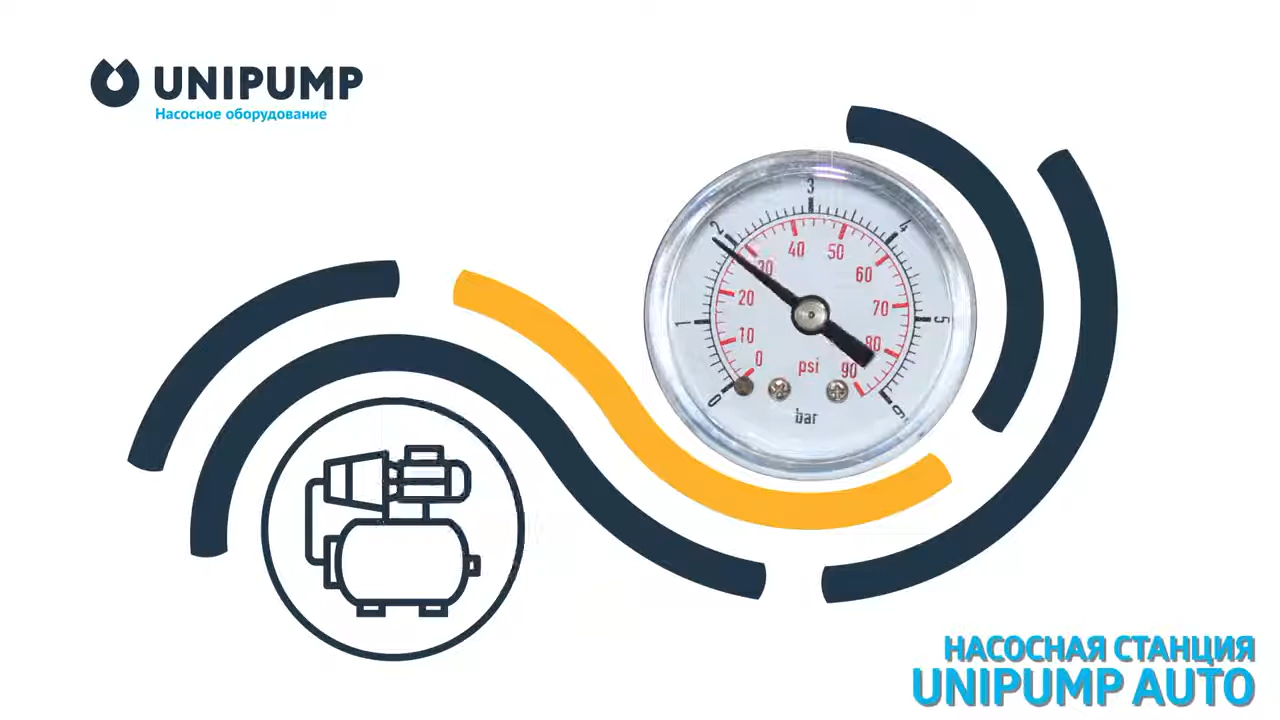 UNIPUMP
Насосное оборудование
0 1 2 3 4 5 6
0 10 20 30 40 50 60 70 80 90
psi
bar
НАСОСНАЯ СТАНЦИЯ
UNIPUMP AUTO